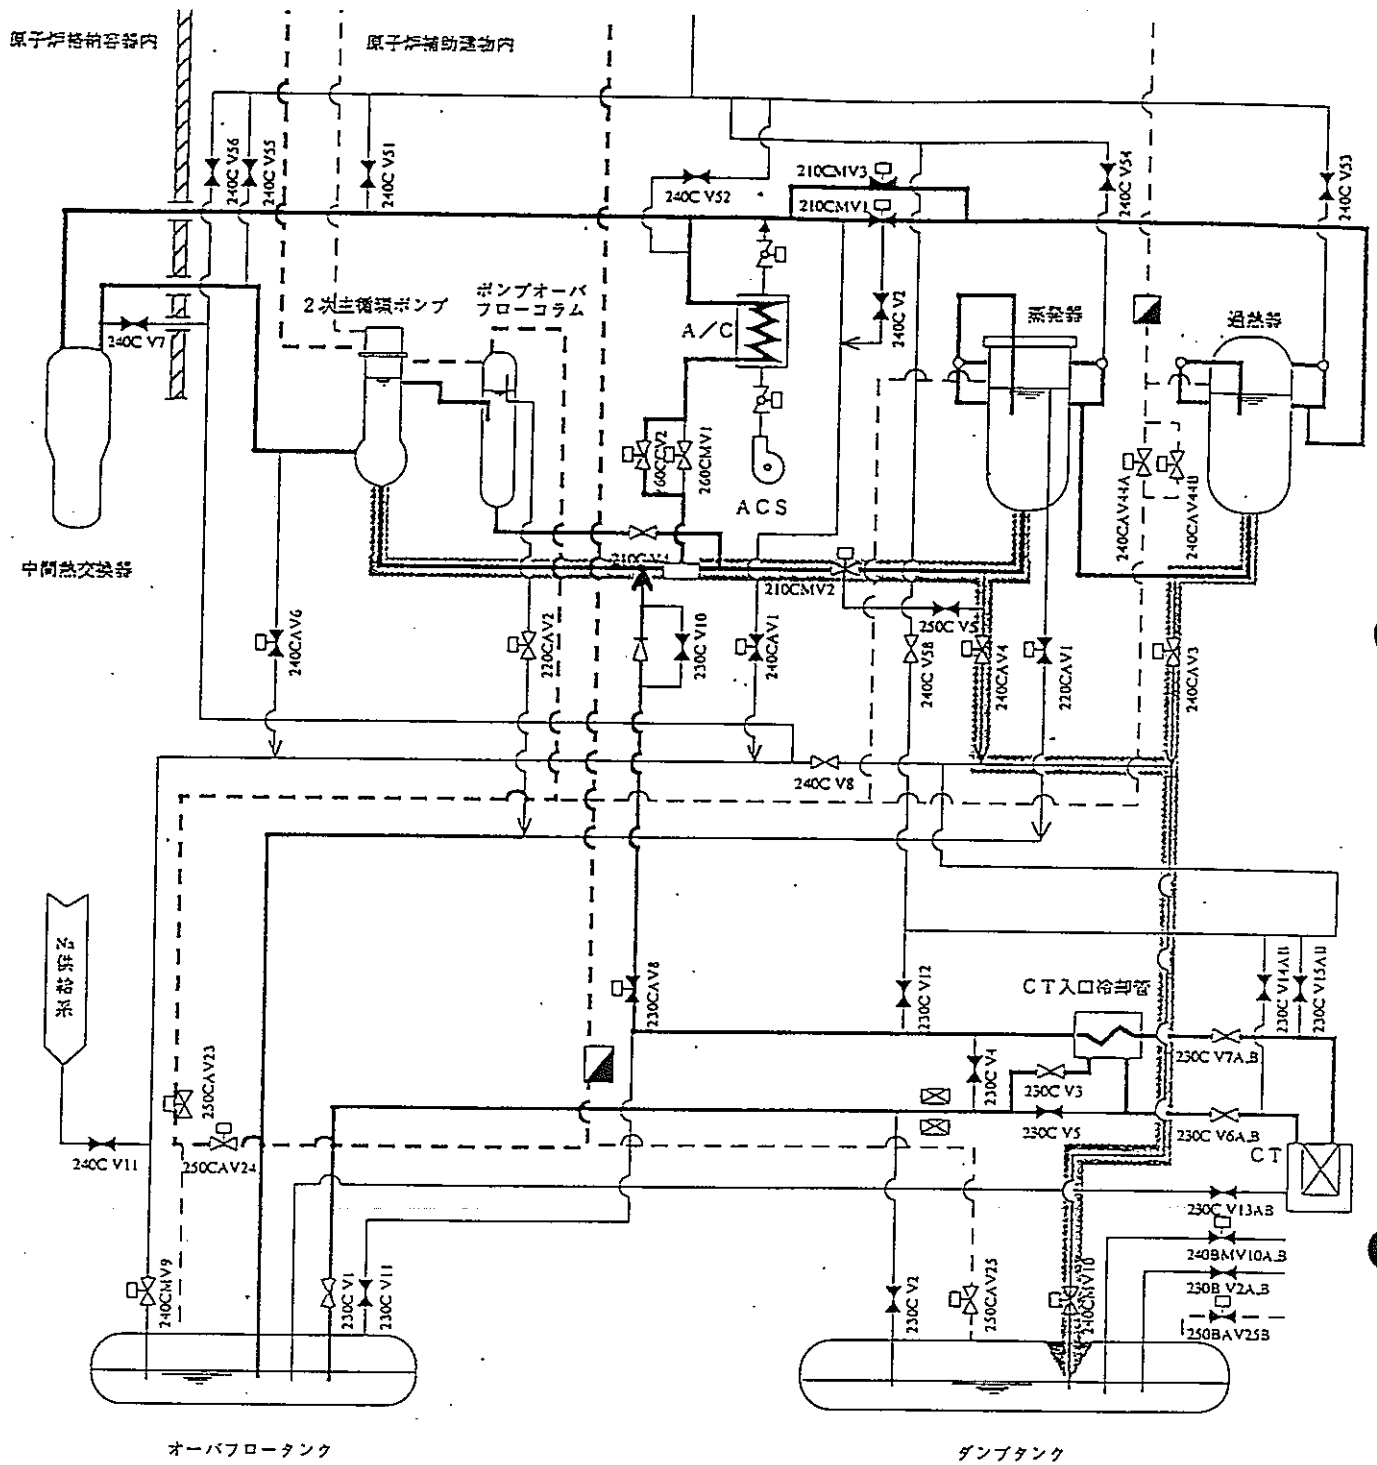 原子炉格納容器内
原子炉補助建物内
240C V56
240C V55
240C V51
240C V52
210CMV3
210CMV1
240C V54
240C V53
240C V7
2次主循環ポンプ
ポンプオーバ
フローコラム
A/C
240C V2
蒸発器
過熱器
260CMV1
ACS
240CAV44A
中間熱交換器
210CMV2
250C V5
240CAV6
220CAV2
230C V10
240CAV1
240C V58
240CAV4
220CAV1
240CAV3
240C V8
230CAV8
230C V12
CT入口冷却管
230C V7A,B
230C V4
230C V3
230C V5
230C V6A,B
CT
250CAV23
240C V11
250CAV24
230C V13AB
240BMV10A,B
230B V2A,B
250BAV25B
240CMV9
230C V1
230C V11
230C V2
250CAV25
240CMV10
オーバフロータンク
ダンプタンク